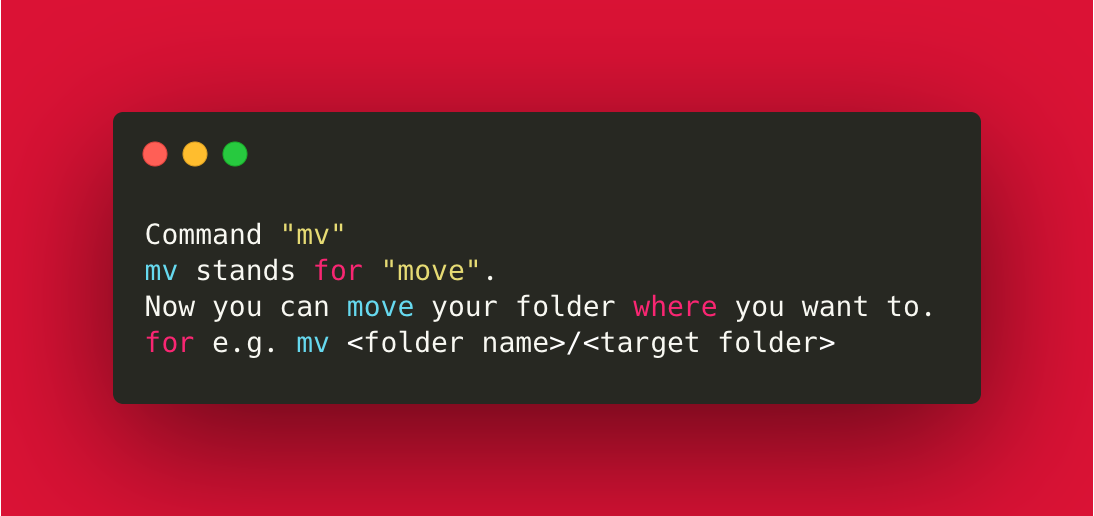 Command "mv"
mv stands for "move".
Now you can move your folder where you want to.
for e.g. mv <folder name>/<target folder>